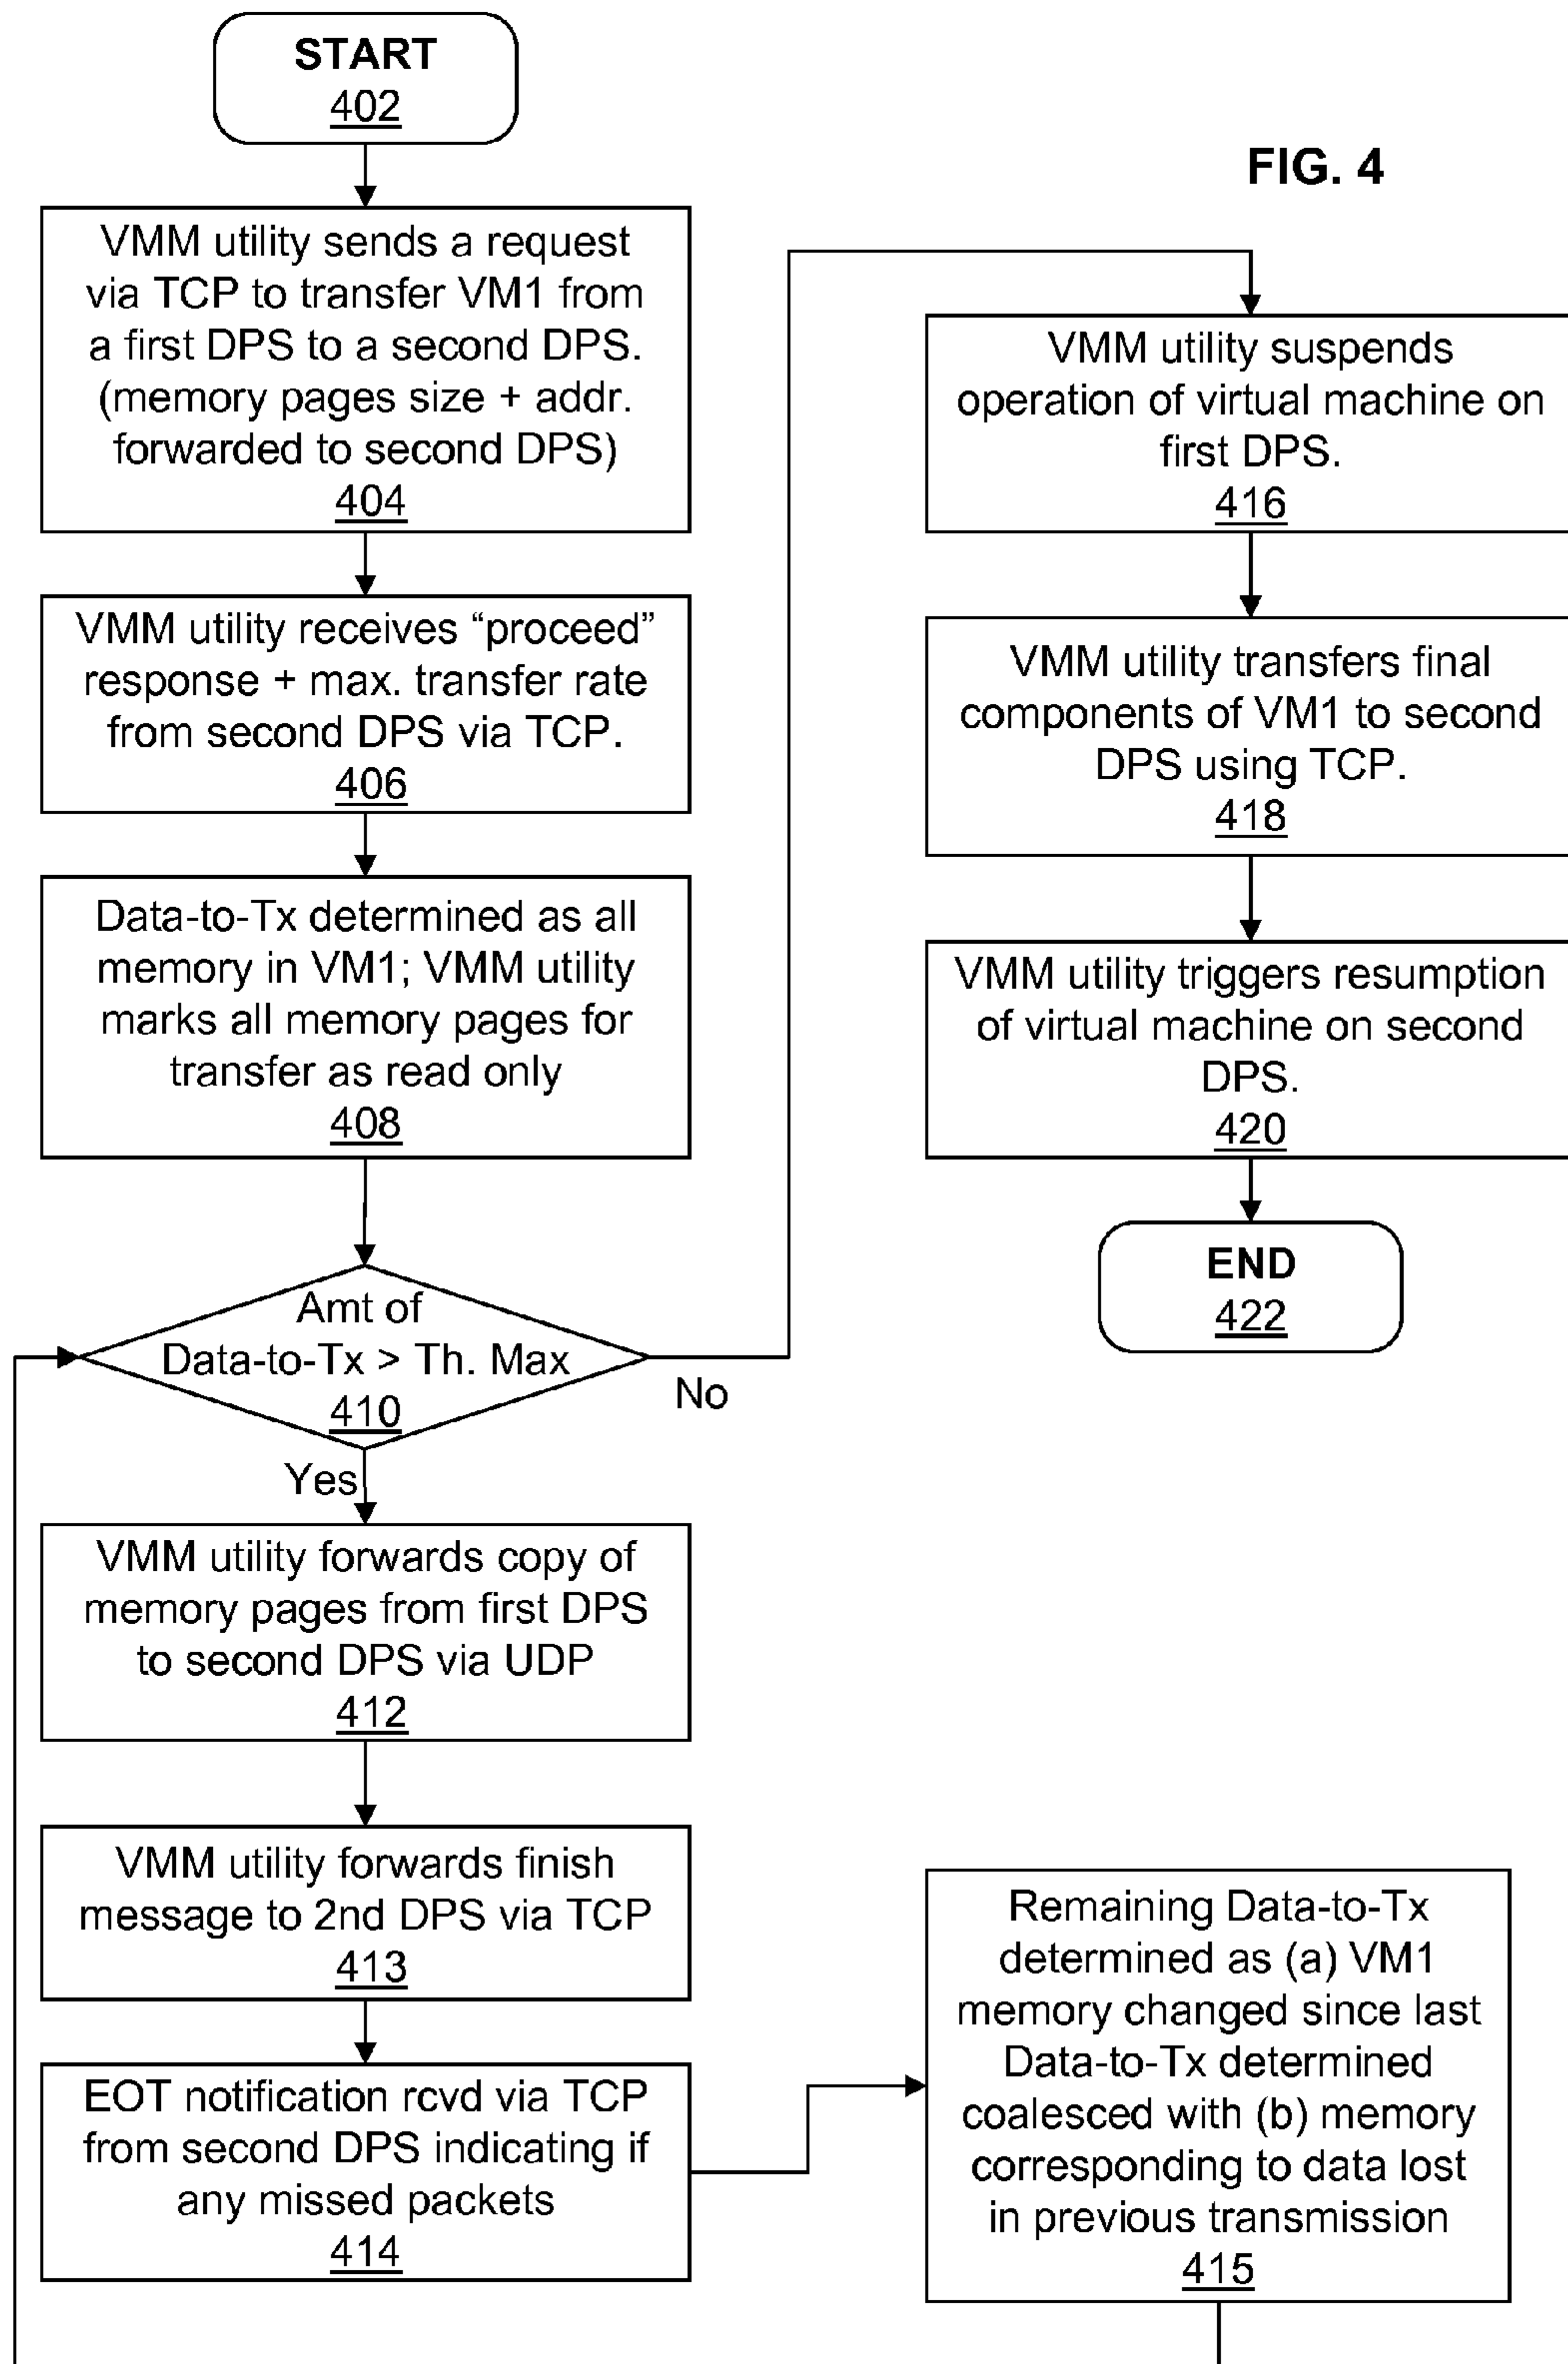 START
402
VMM utility sends a request
via TCP to transfer VM1 from
a first DPS to a second DPS.
(memory pages size + addr.
forwarded to second DPS)
404
VMM utility receives “proceed”
response + max. transfer rate
from second DPS via TCP.
406
Data-to-Tx determined as all
memory in VM1; VMM utility
marks all memory pages for
transfer as read only
408
Amt of
Data-to-Tx > Th. Max
410
No
Yes
VMM utility forwards copy of
memory pages from first DPS
to second DPS via UDP
412
VMM utility forwards finish
message to 2nd DPS via TCP
413
EOT notification rcvd via TCP
from second DPS indicating if
any missed packets
414
Remaining Data-to-Tx
determined as (a) VM1
memory changed since last
Data-to-Tx determined
coalesced with (b) memory
corresponding to data lost
in previous transmission
415
FIG. 4
VMM utility suspends
operation of virtual machine on
first DPS.
416
VMM utility transfers final
components of VM1 to second
DPS using TCP.
418
VMM utility triggers resumption
of virtual machine on second
DPS.
420
END
422